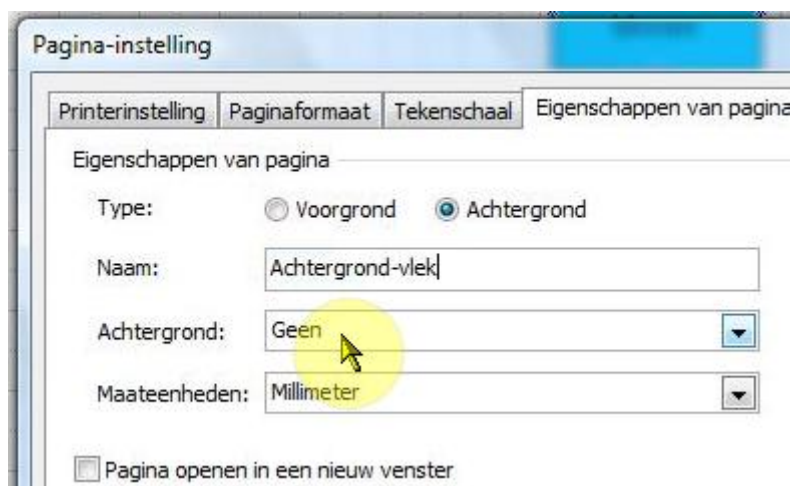 Pagina-instelling
Printerinstelling Paginaformaat Tekenschaal Eigenschappen van pagina
Eigenschappen van pagina
Type: Voorgrond Achtergrond
Naam: Achtergrond-vlek
Achtergrond: Geen
Maateenheden: Millimeter
Pagina openen in een nieuw venster